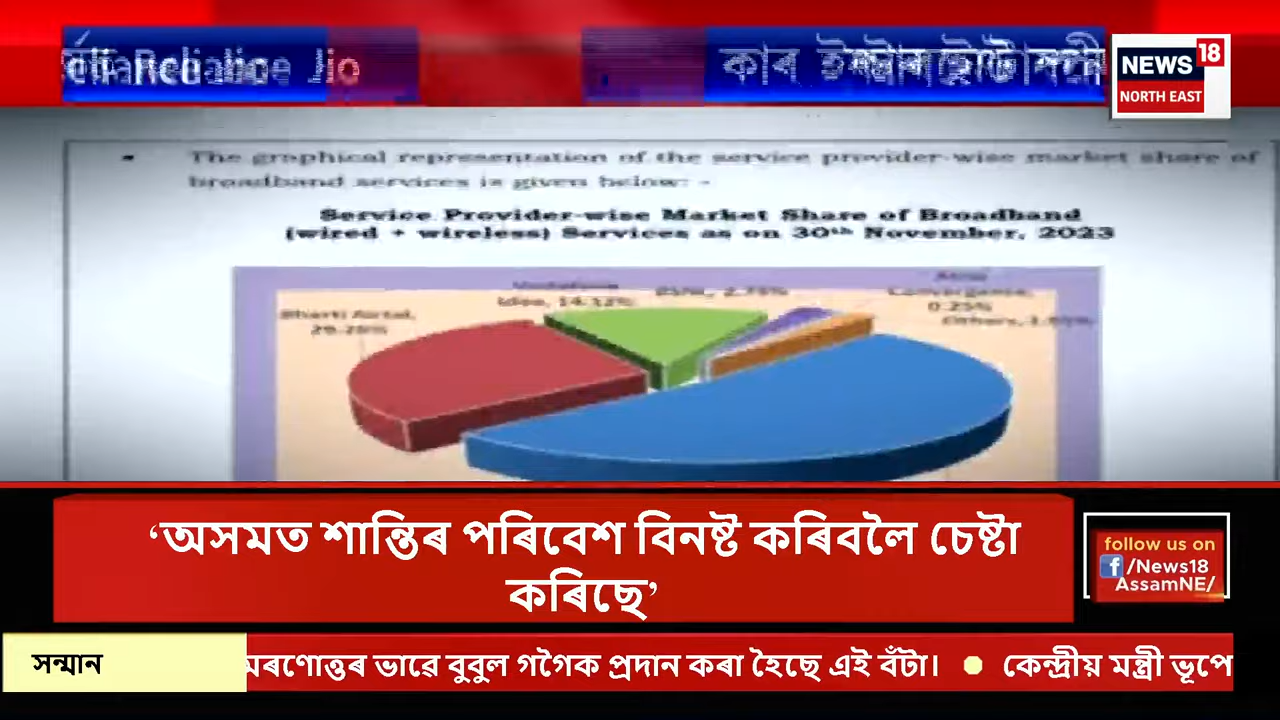 NEWS 18
NORTH EAST
The graphical representation of the service provider-wise market share of
broadband services is given below: -
Service Provider-wise Market Share of Broadband
(wired + wireless) Services as on 30th November, 2023
Vodafone
Idea, 14.12%
Bharti Airtel,
Convergence,
0.25%
Others,
‘অসমত শান্তিৰ পৰিবেশ বিনষ্ট কৰিবলৈ চেষ্টা
কৰিছে’
follow us on
/News18
AssamNE/
সন্মান
মৰণোত্তৰ ভাৱে বুবুল গগৈক প্ৰদান কৰা হৈছে এই বঁটা। ● কেন্দ্ৰীয় মন্ত্ৰী ভূপে